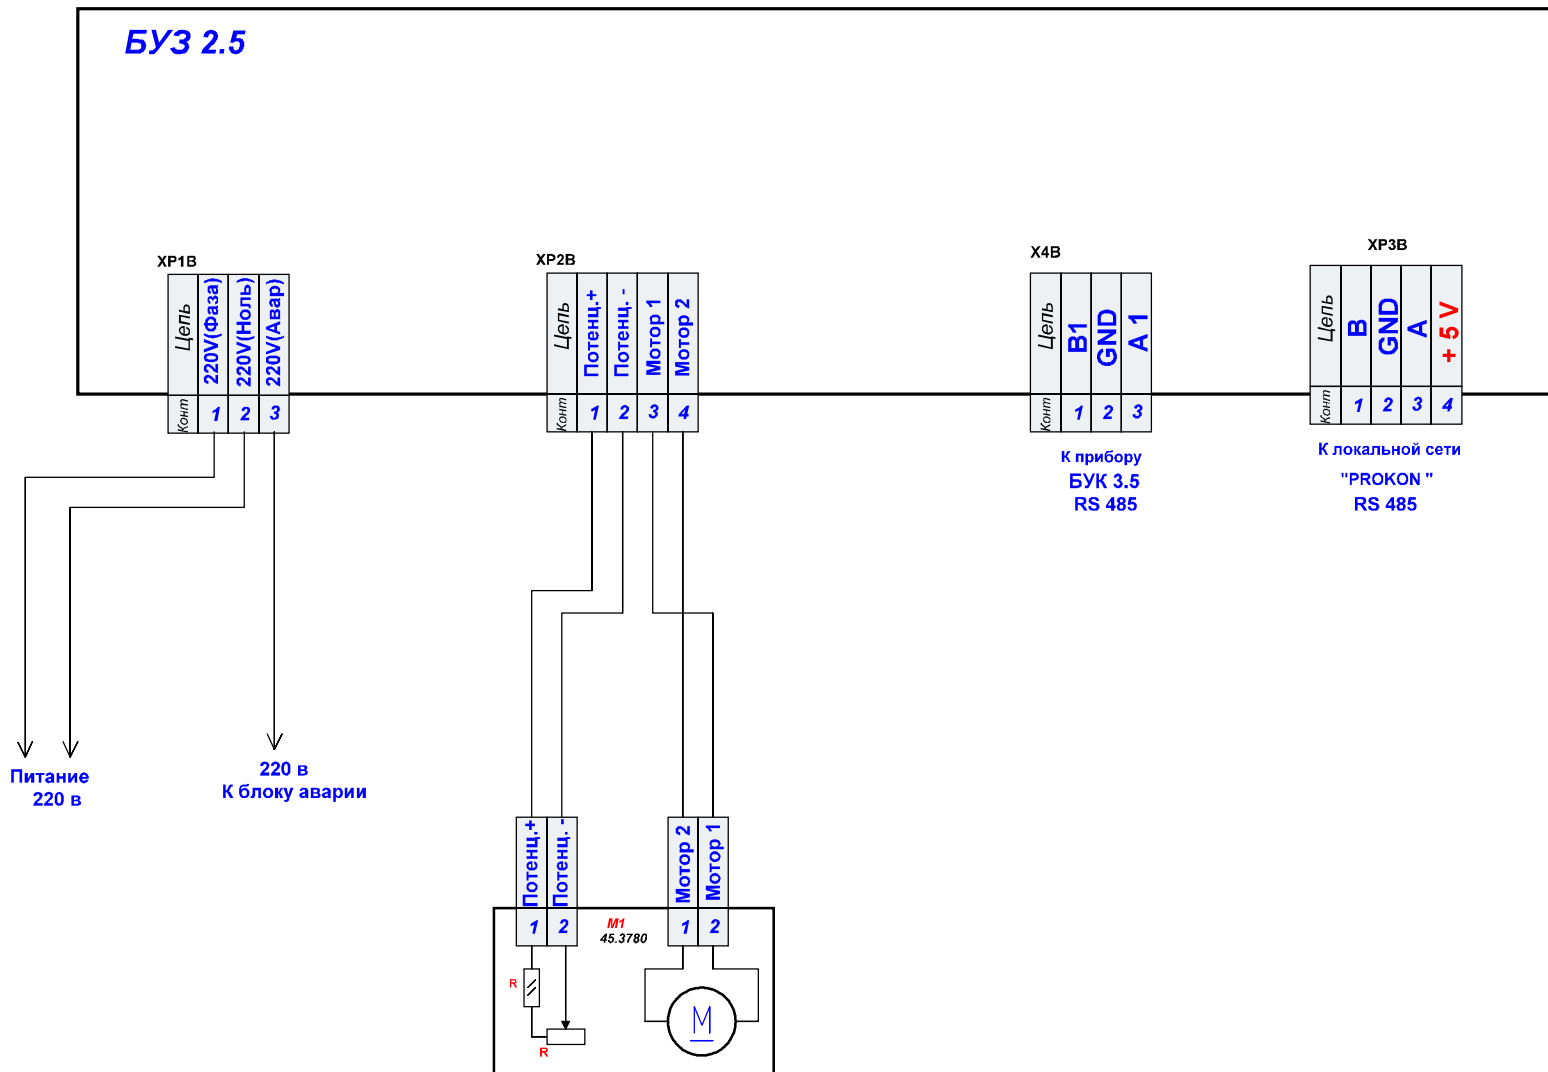 БУЗ 2.5
XP1B
Цепь
220V(Фаза)
220V(Ноль)
220V(Авар)
Конт
1
2
3
XP2B
Цепь
Потенц.+
Потенц. -
Мотор 1
Мотор 2
Конт
1
2
3
4
X4B
Цепь
B1
GND
A 1
Конт
1
2
3
К прибору
БУК 3.5
RS 485
XP3B
Цепь
B
GND
A
+ 5 V
Конт
1
2
3
4
К локальной сети
"PROKON "
RS 485
Питание
220 в
220 в
К блоку аварии
Потенц.+
Потенц. -
1
2
M1
45.3780
Мотор 2
Мотор 1
1
2
R
R
M